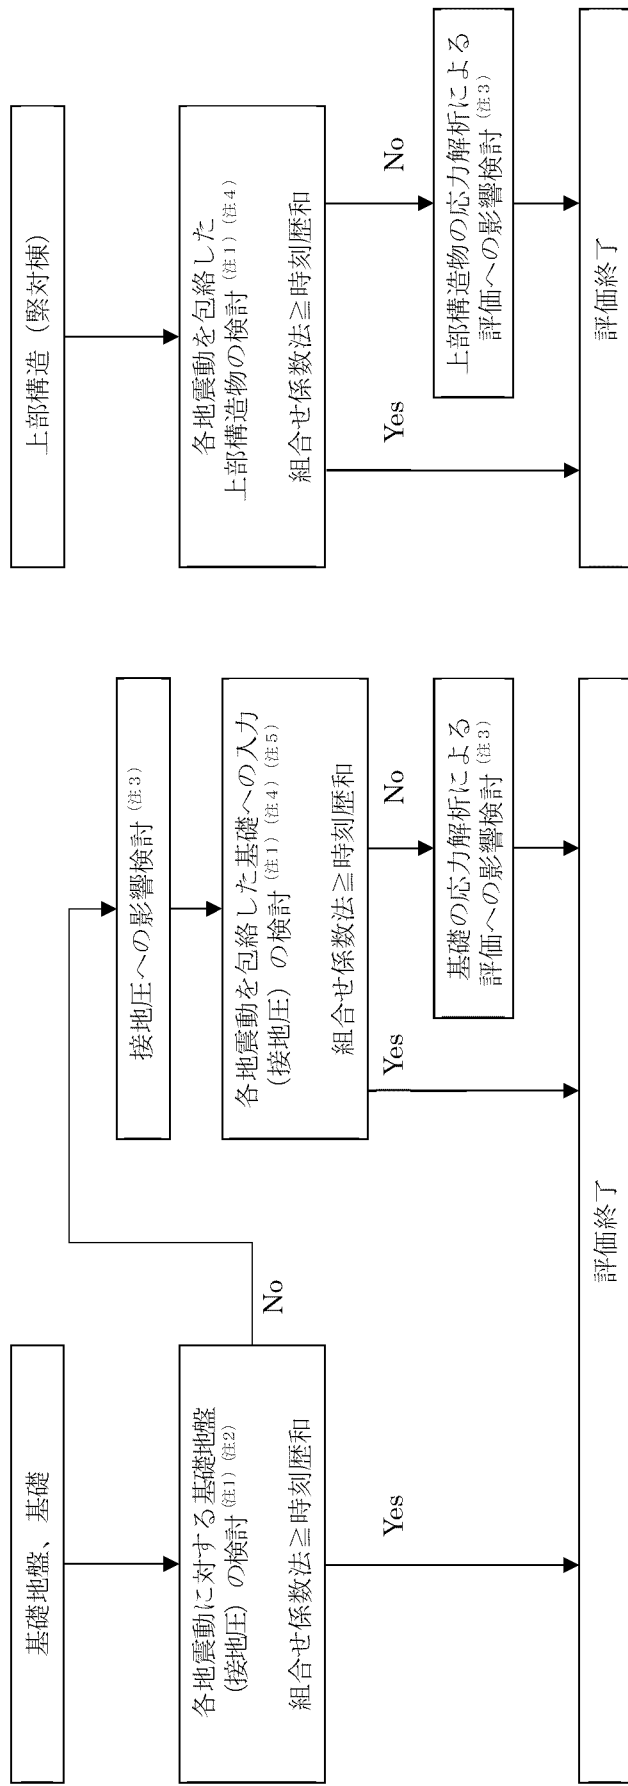 基礎地盤、基礎
各地震動に対する基礎地盤
(接地圧)の検討(注1)(注2)
組合せ係数法≧時刻歴和
No
Yes
接地圧への影響検討(注3)
各地震動を包絡した基礎への入力
(接地圧)の検討(注1)(注4)(注5)
組合せ係数法≧時刻歴和
Yes
No
基礎の応力解析による
評価への影響検討(注3)
評価終了
上部構造(緊対棟)
各地震動を包絡した
上部構造物の検討(注1)(注4)
組合せ係数法≧時刻歴和
Yes
No
上部構造物の応力解析による
評価への影響検討(注3)
評価終了